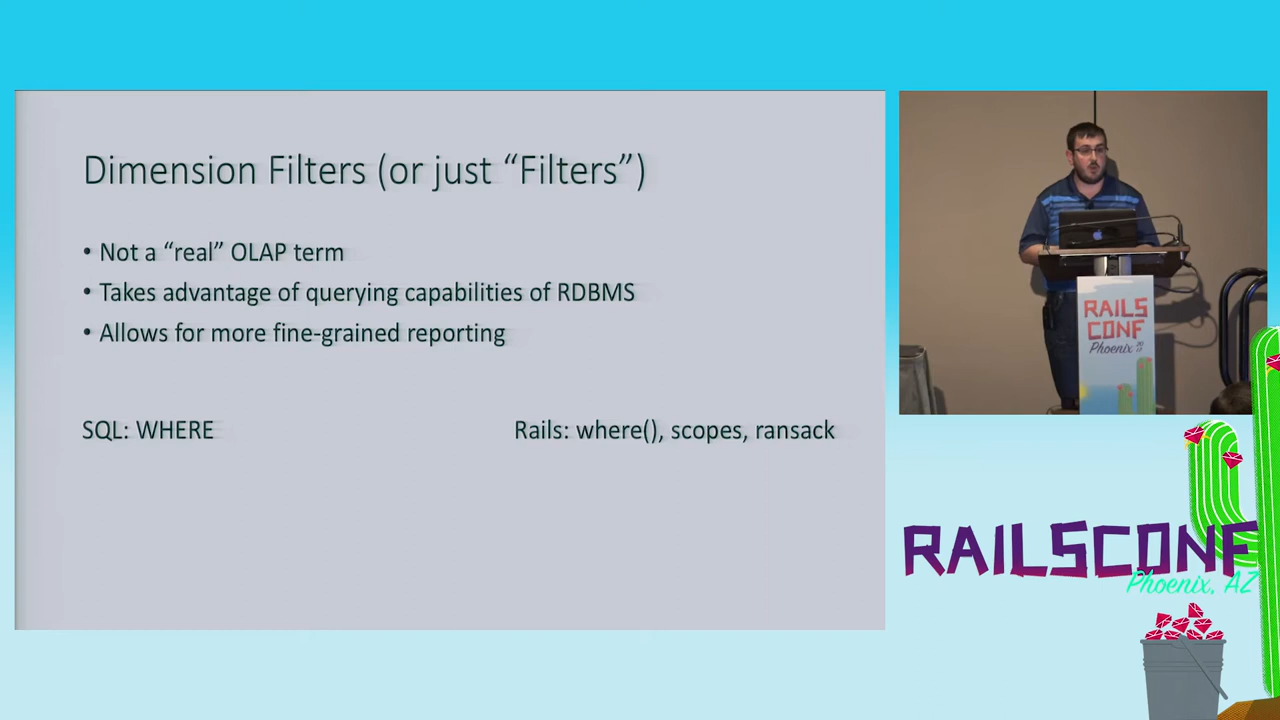 Dimension Filters (or just “Filters”)
• Not a “real” OLAP term
• Takes advantage of querying capabilities of RDBMS
• Allows for more fine-grained reporting
SQL: WHERE
Rails: where(), scopes, ransack
RAILS
CONF
Phoenix 2017
RAILSCONF
Phoenix, AZ